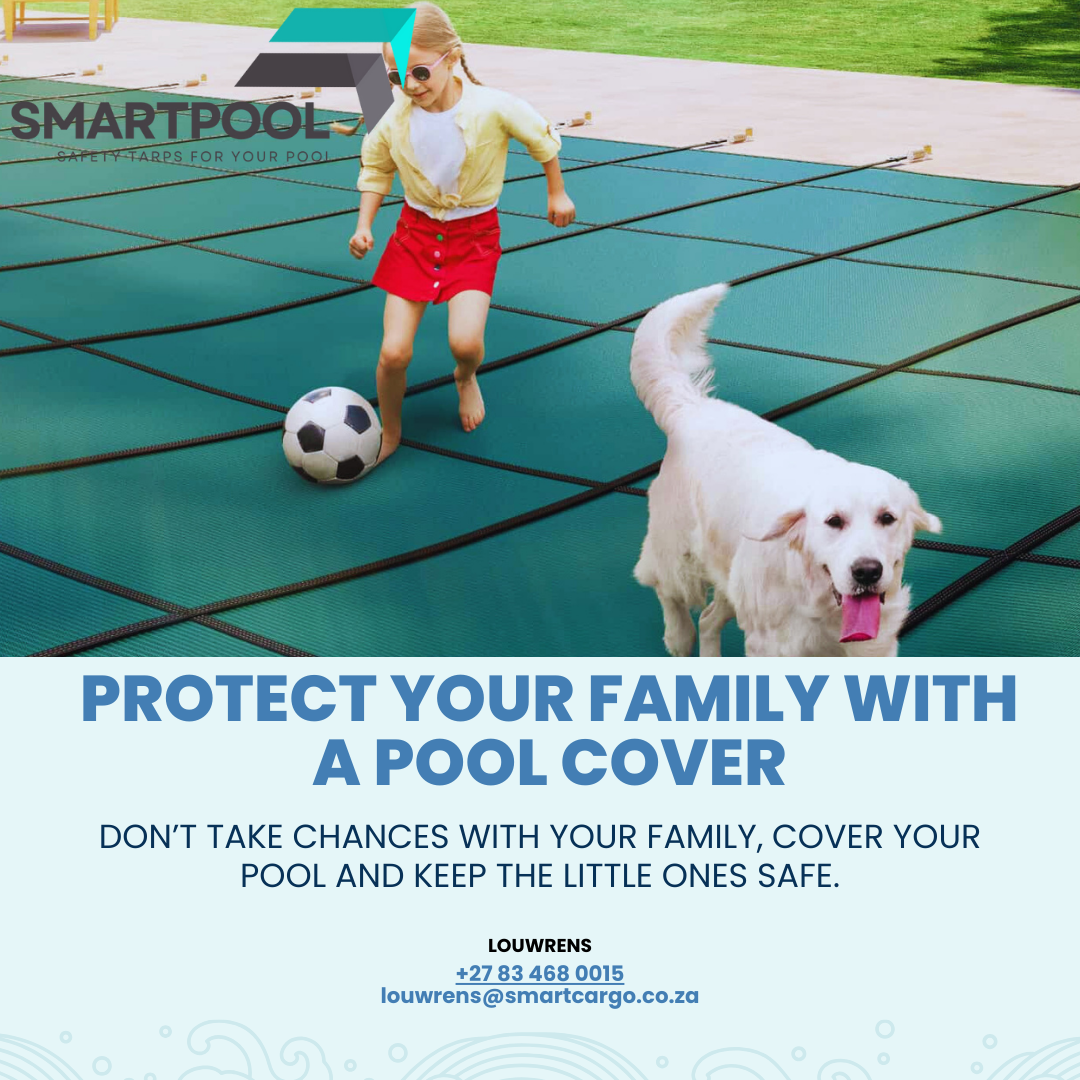 SMARTPOOL
SAFETY TARPS FOR YOUR POOL
PROTECT YOUR FAMILY WITH
A POOL COVER
DON’T TAKE CHANCES WITH YOUR FAMILY, COVER YOUR
POOL AND KEEP THE LITTLE ONES SAFE.
LOUWRENS
+27 83 468 0015
louwrens@smartcargo.co.za